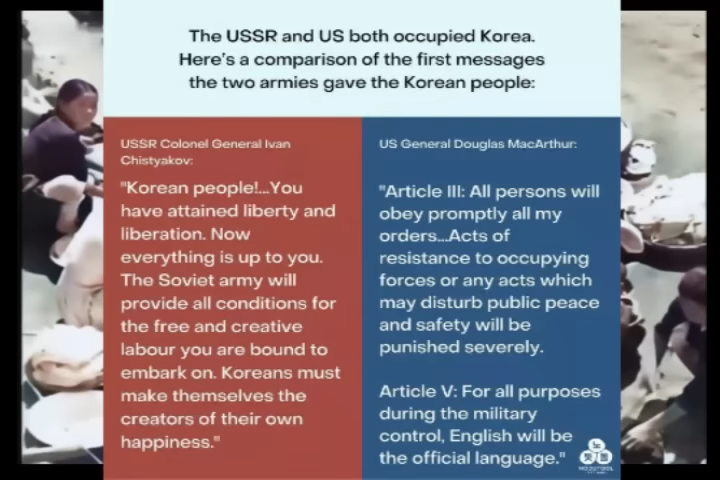 The USSR and US both occupied Korea.
Here's a comparison of the first messages
the two armies gave the Korean people:
USSR Colonel General Ivan
Chistyakov:
"Korean people!...You
have attained liberty and
liberation. Now
everything is up to you.
The Soviet army will
provide all conditions for
the free and creative
labour you are bound to
embark on. Koreans must
make themselves the
creators of their own
happiness."
US General Douglas MacArthur:
"Article III: All persons will
obey promptly all my
orders...Acts of
resistance to occupying
forces or any acts which
may disturb public peace
and safety will be
punished severely.
Article V: For all purposes
during the military
control, English will be
the official language."